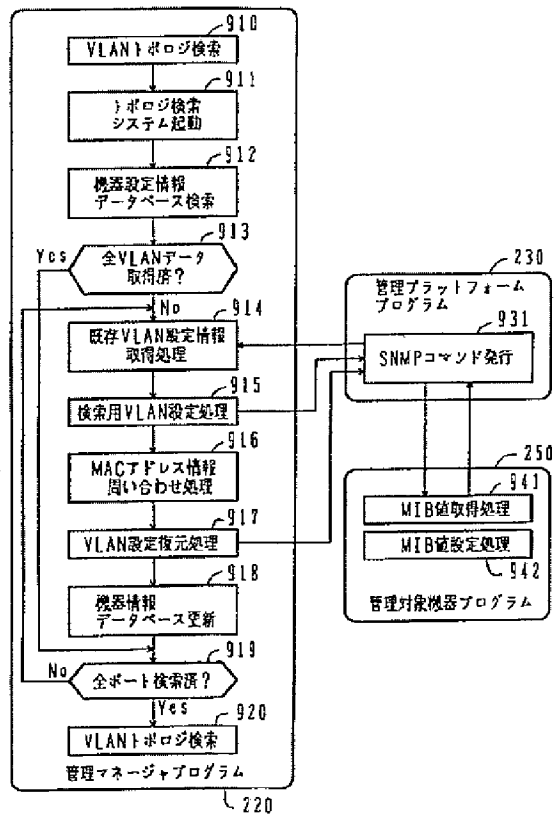 910
VLANトポロジ検索
911
トポロジ検索
システム起動
912
機器設定情報
データベース検索
913
Yes
全VLANデータ
取得済?
No
914
既存VLAN設定情報
取得処理
915
検索用VLAN設定処理
916
MACアドレス情報
問い合わせ処理
917
VLAN設定復元処理
918
機器情報
データベース更新
919
No
全ポート検索済?
Yes
920
VLANトポロジ検索
管理マネージャプログラム
220
230
管理プラットフォーム
プログラム
931
SNMPコマンド発行
250
941
MIB値取得処理
MIB値設定処理
942
管理対象機器プログラム